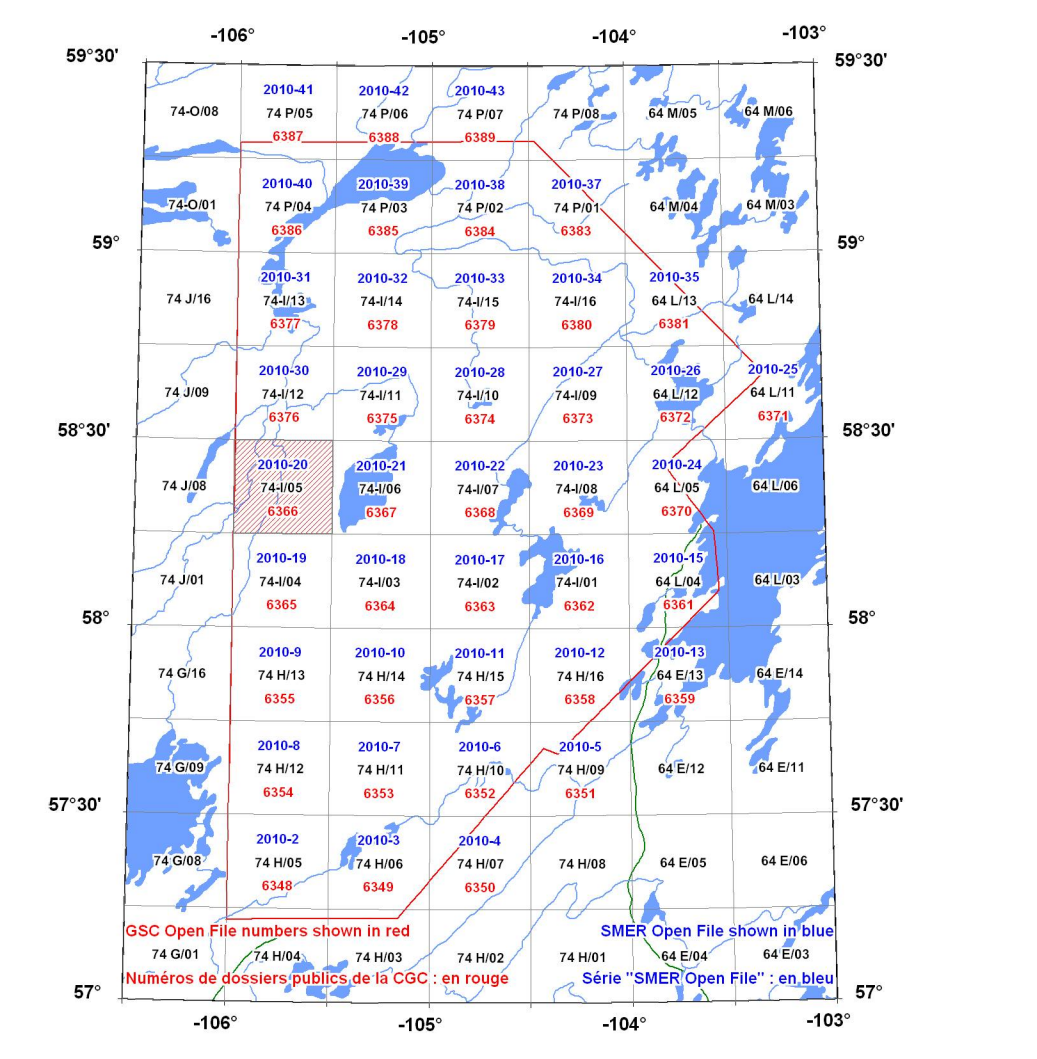 -106° -105° -104° -103°
59°30' 59°30'
2010-41 2010-42 2010-43
74-O/08 74 P/05 74 P/06 74 P/07 74 P/08 64 M/05 64 M/06
6387 6388 6389
2010-40 2010-39 2010-38 2010-37
74-O/01 74 P/04 74 P/03 74 P/02 74 P/01 64 M/04 64 M/03
6386 6385 6384 6383
59° 59°
2010-31 2010-32 2010-33 2010-34 2010-35
74 J/16 74-I/13 74-I/14 74-I/15 74-I/16 64 L/13 64 L/14
6377 6378 6379 6380 6381
2010-30 2010-29 2010-28 2010-27 2010-26 2010-25
74 J/09 74-I/12 74-I/11 74-I/10 74-I/09 64 L/12 64 L/11
6376 6375 6374 6373 6372 6371
58°30' 58°30'
2010-20 2010-21 2010-22 2010-23 2010-24
74 J/08 74-I/05 74-I/06 74-I/07 74-I/08 64 L/05 64 L/06
6366 6367 6368 6369 6370
2010-19 2010-18 2010-17 2010-16 2010-15
74 J/01 74-I/04 74-I/03 74-I/02 74-I/01 64 L/04 64 L/03
6365 6364 6363 6362 6361
58° 58°
2010-9 2010-10 2010-11 2010-12 2010-13
74 G/16 74 H/13 74 H/14 74 H/15 74 H/16 64 E/13 64 E/14
6355 6356 6357 6358 6359
2010-8 2010-7 2010-6 2010-5
74 G/09 74 H/12 74 H/11 74 H/10 74 H/09 64 E/12 64 E/11
6354 6353 6352 6351
57°30' 57°30'
2010-2 2010-3 2010-4
74 G/08 74 H/05 74 H/06 74 H/07 74 H/08 64 E/05 64 E/06
6348 6349 6350
GSC Open File numbers shown in red SMER Open File shown in blue
74 G/01 74 H/04 74 H/03 74 H/02 74 H/01 64 E/04 64 E/03
Numéros de dossiers publics de la CGC : en rouge Série "SMER Open File" : en bleu
57° 57°
-106° -105° -104° -103°